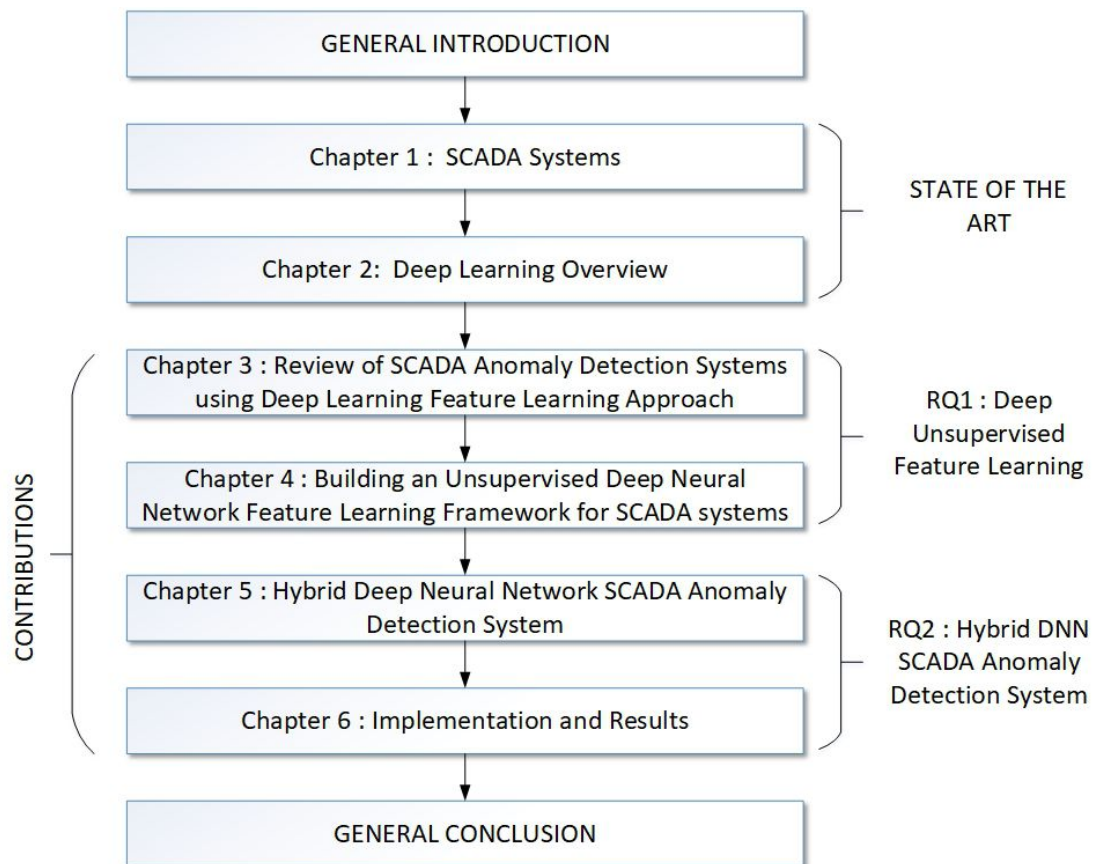 GENERAL INTRODUCTION
Chapter 1 :  SCADA Systems
Chapter 2:  Deep Learning Overview
STATE OF THE
ART
Chapter 3 : Review of SCADA Anomaly Detection Systems
using Deep Learning Feature Learning Approach
Chapter 4 : Building an Unsupervised Deep Neural
Network Feature Learning Framework for SCADA systems
RQ1 : Deep
Unsupervised
Feature Learning
CONTRIBUTIONS
Chapter 5 : Hybrid Deep Neural Network SCADA Anomaly
Detection System
Chapter 6 : Implementation and Results
RQ2 : Hybrid DNN
SCADA Anomaly
Detection System
GENERAL CONCLUSION